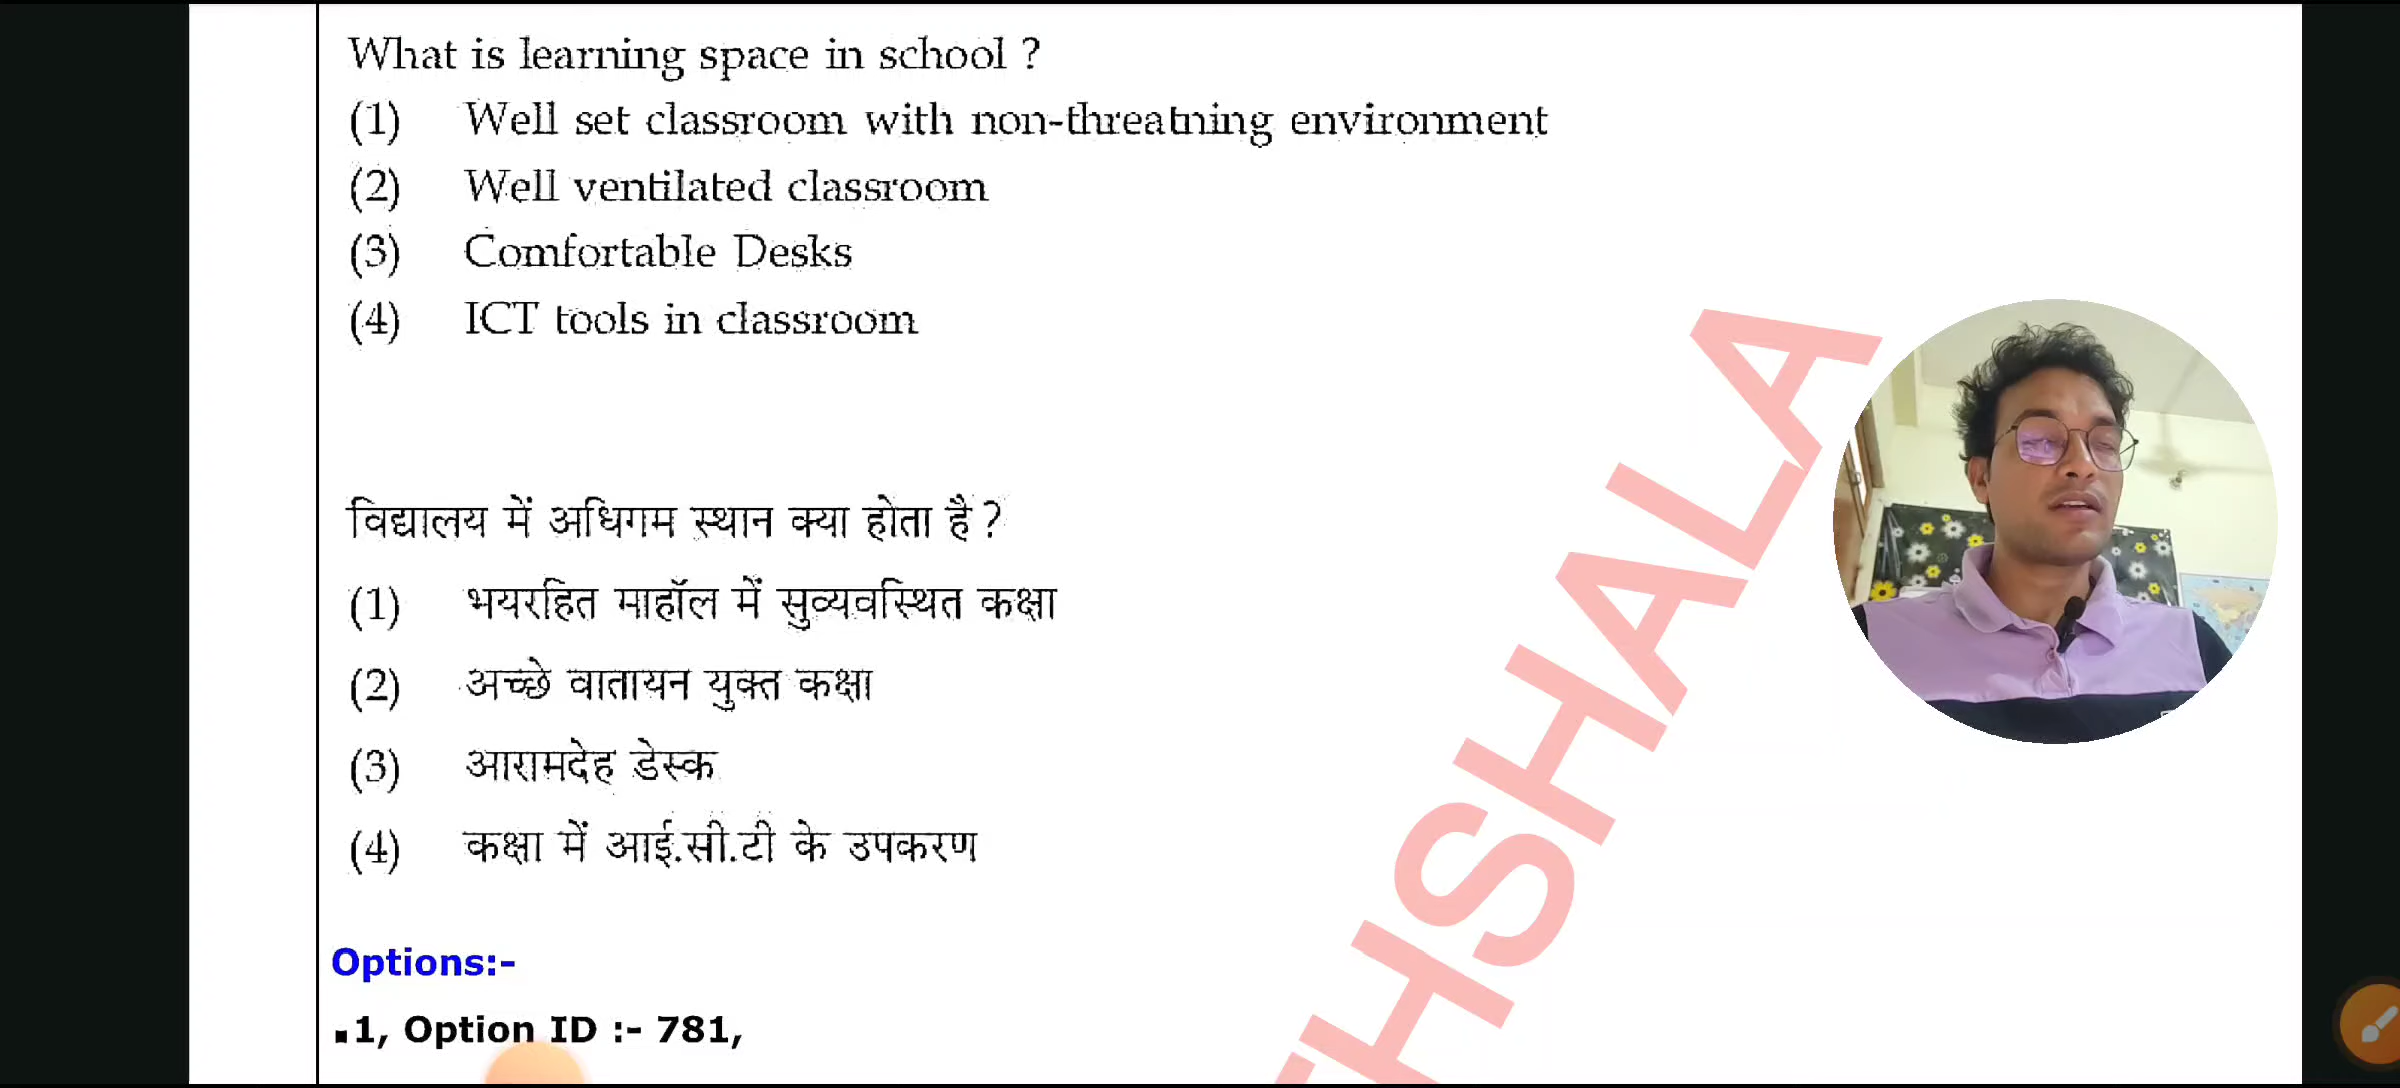 What is learning space in school ?
(1) Well set classroom with non-threatning environment
(2) Well ventilated classroom
(3) Comfortable Desks
(4) ICT tools in classroom
विद्यालय में अधिगम स्थान क्या होता है ?
(1) भयरहित माहॉल में सुव्यवस्थित कक्षा
(2) अच्छे वातायन युक्त कक्षा
(3) आरामदेह डेस्क
(4) कक्षा में आई.सी.टी के उपकरण
Options:-
1, Option ID :- 781,
HSHALA